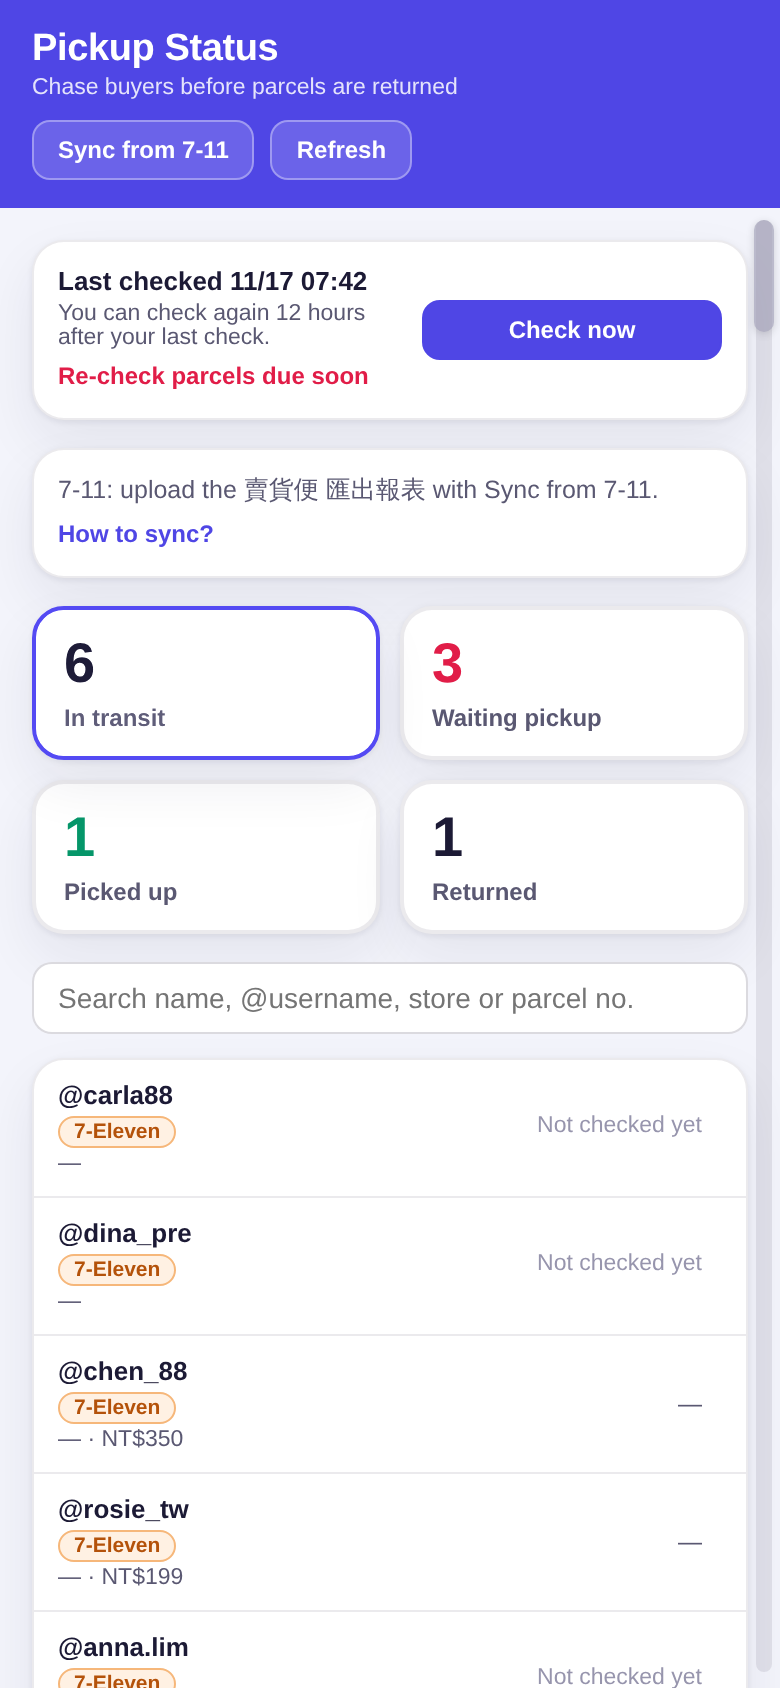 Pickup Status
Chase buyers before parcels are returned
Sync from 7-11
Refresh
Last checked 11/17 07:42
You can check again 12 hours
after your last check.
Re-check parcels due soon
Check now
7-11: upload the 賣貨便 匯出報表 with Sync from 7-11.
How to sync?
6
In transit
3
Waiting pickup
1
Picked up
1
Returned
Search name, @username, store or parcel no.
@carla88
7-Eleven
—
Not checked yet
@dina_pre
7-Eleven
—
Not checked yet
@chen_88
7-Eleven
— · NT$350
—
@rosie_tw
7-Eleven
— · NT$199
—
@anna.lim
7-Eleven
Not checked yet